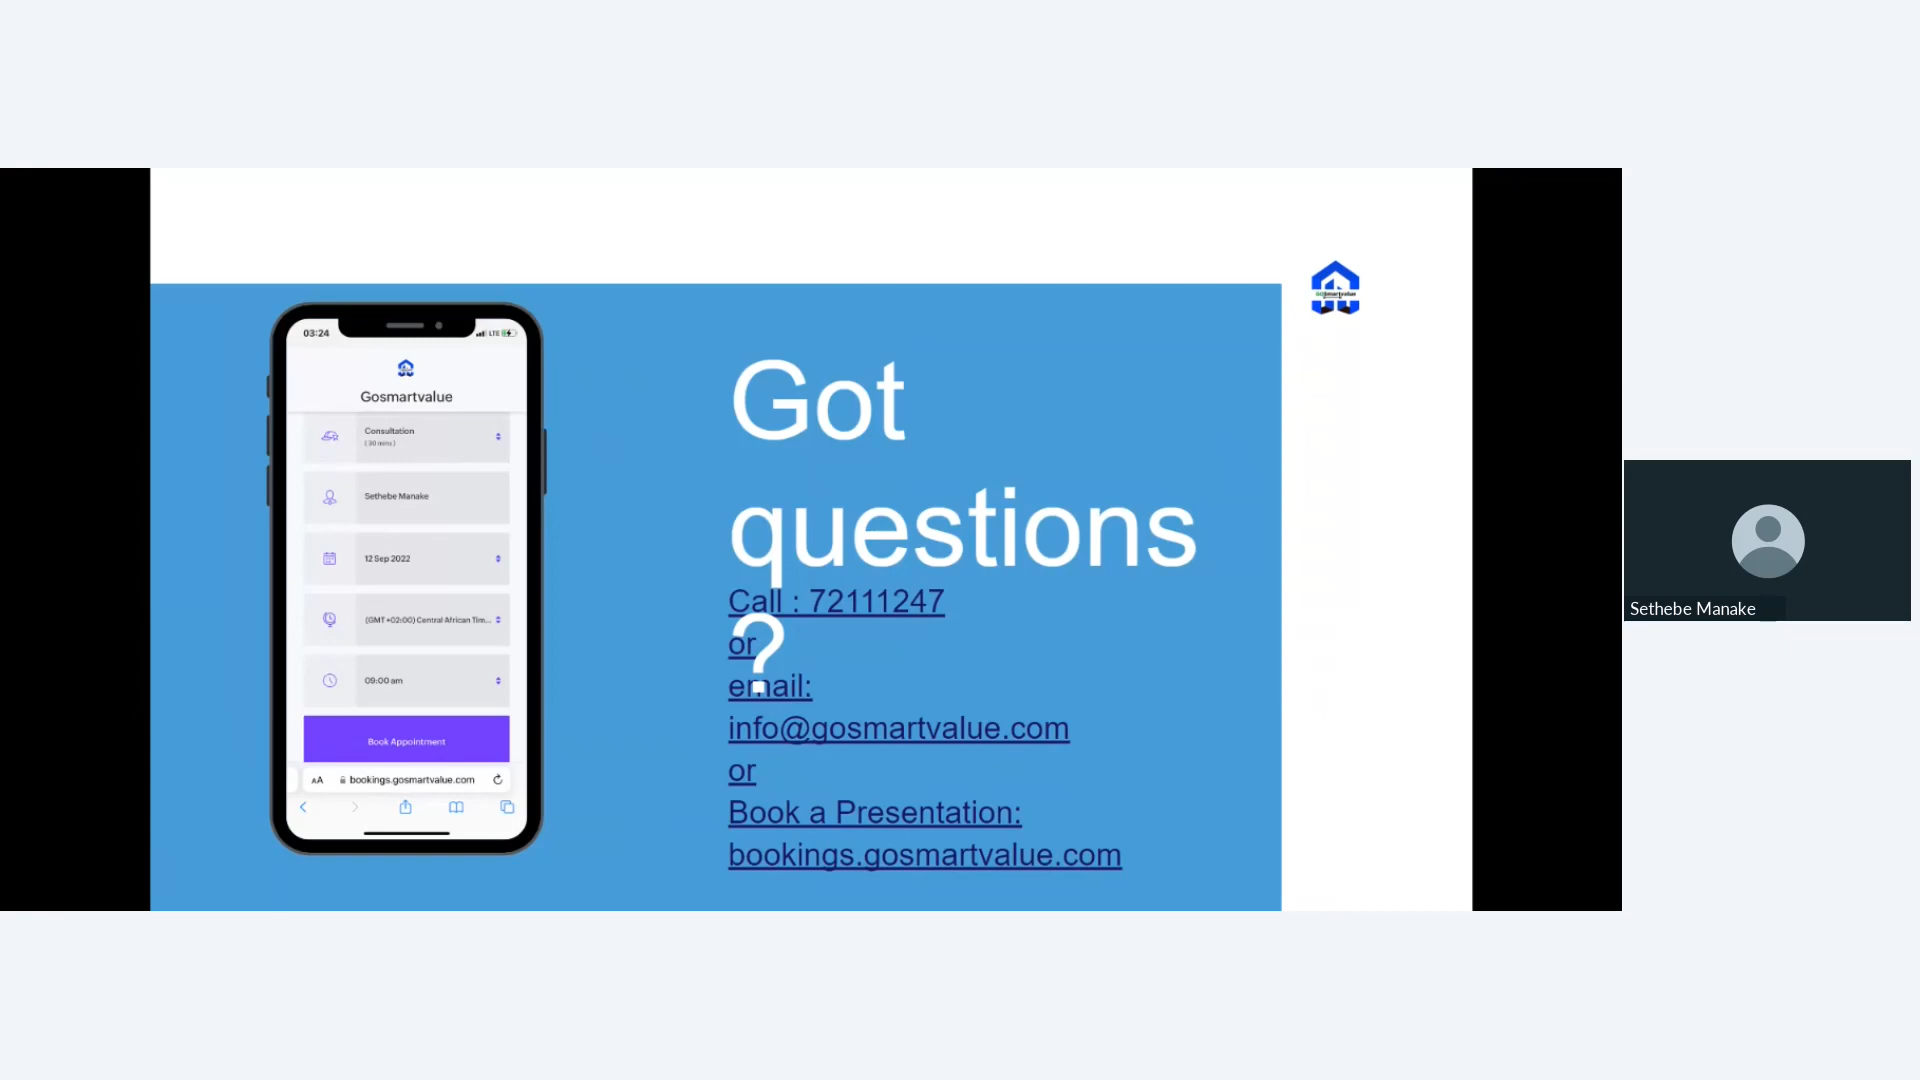 03:24
LTE
Gosmartvalue
Consultation
(30 mins)
Sethebe Manake
12 Sep 2022
(GMT+02:00) Central African Tim...
09:00 am
Book Appointment
AA bookings.gosmartvalue.com
Got
questions
?
Call : 72111247
or
email:
info@gosmartvalue.com
or
Book a Presentation:
bookings.gosmartvalue.com
GOSmartvalue
Sethebe Manake